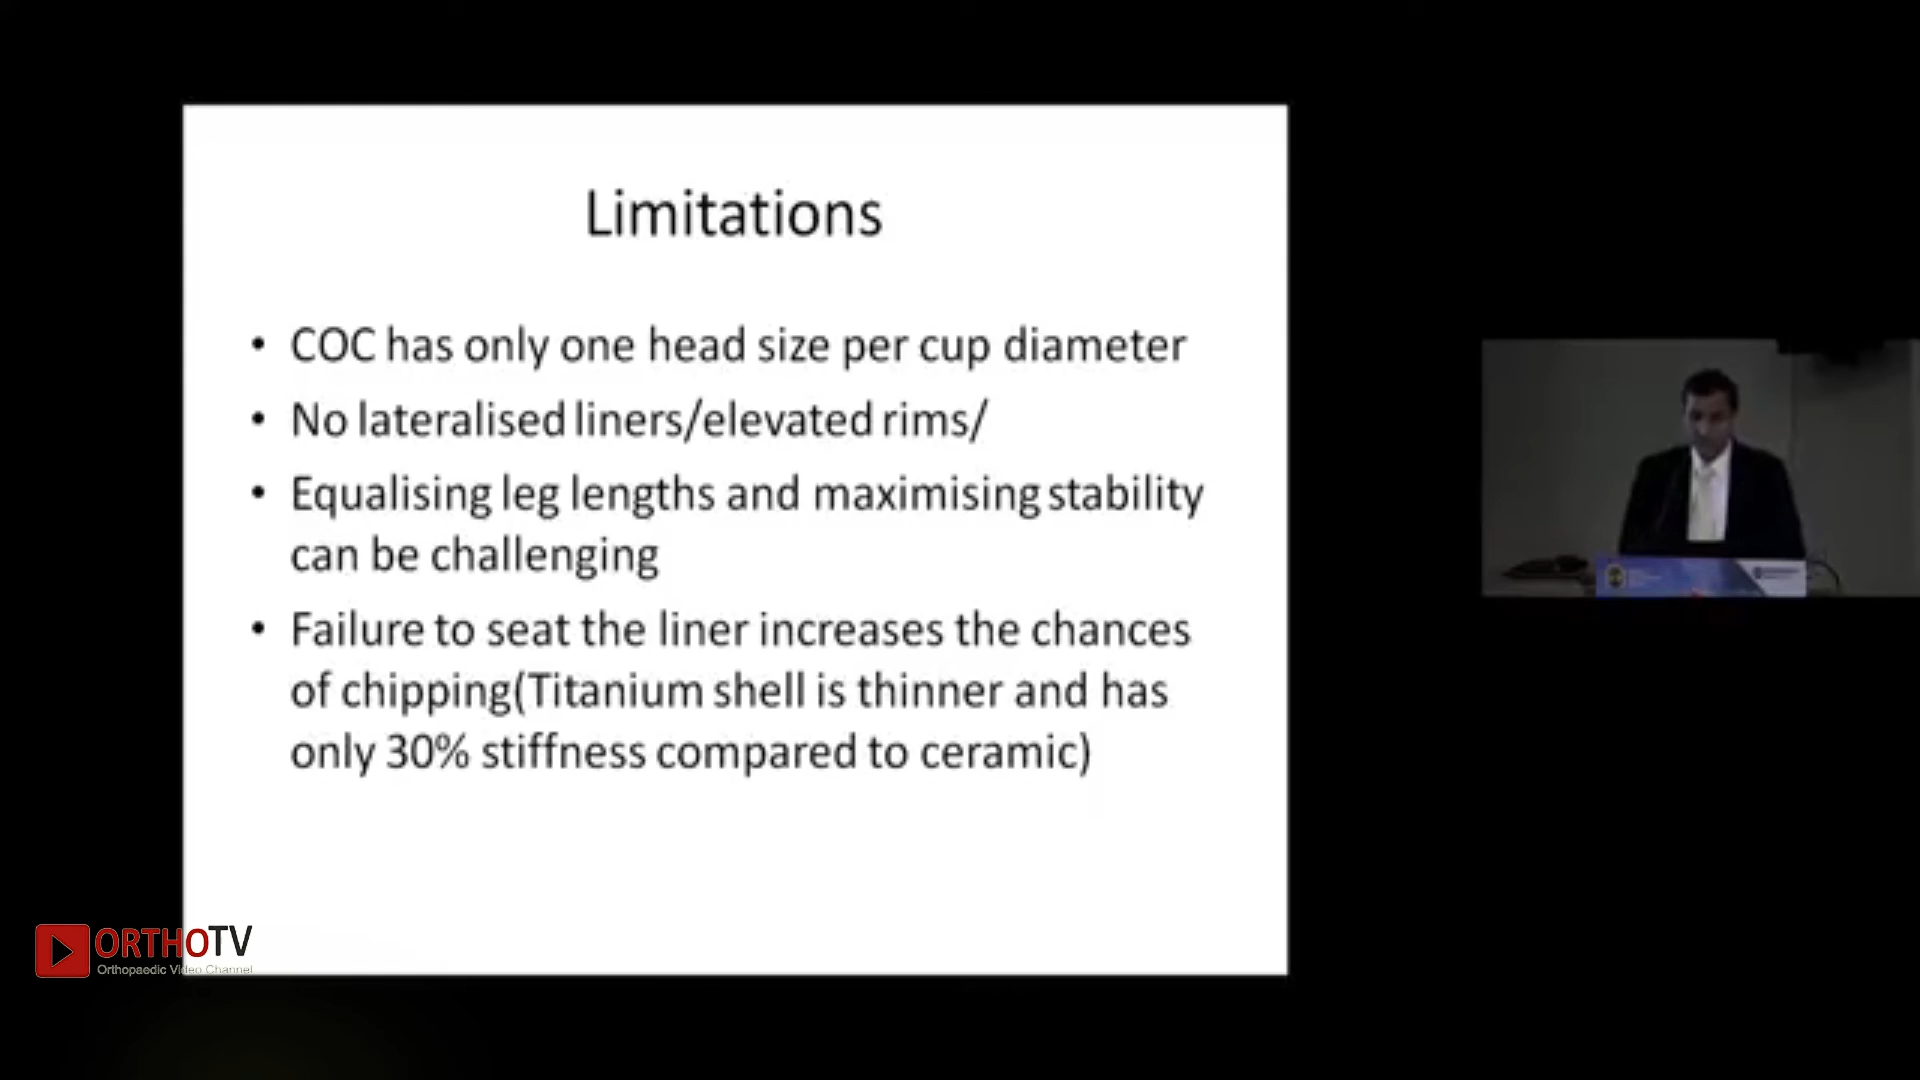 Limitations
• COC has only one head size per cup diameter
• No lateralised liners/elevated rims/
• Equalising leg lengths and maximising stability
can be challenging
• Failure to seat the liner increases the chances
of chipping(Titanium shell is thinner and has
only 30% stiffness compared to ceramic)
ORTHOTV
Orthopaedic Video Channel